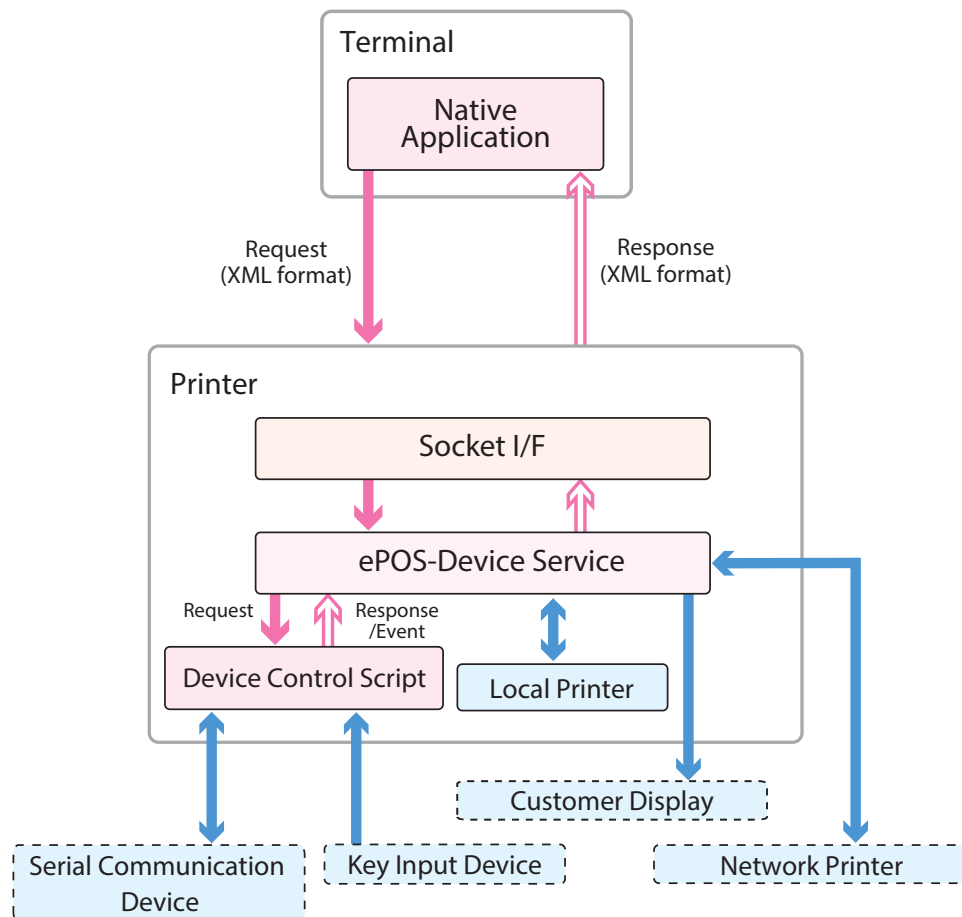 Terminal
Native
Application
Request
(XML format)
Response
(XML format)
Printer
Socket I/F
ePOS-Device Service
Request
Response
/Event
Device Control Script
Local Printer
Customer Display
Serial Communication
Device
Key Input Device
Network Printer